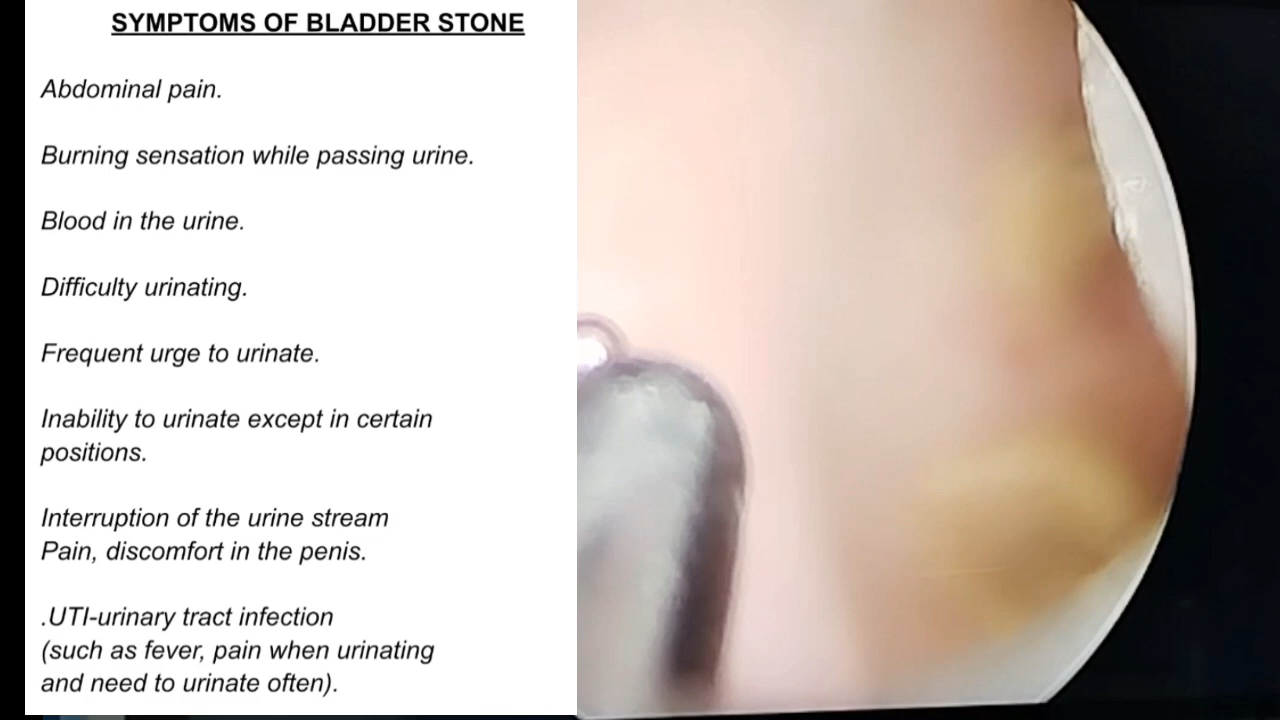 SYMPTOMS OF BLADDER STONE
Abdominal pain.
Burning sensation while passing urine.
Blood in the urine.
Difficulty urinating.
Frequent urge to urinate.
Inability to urinate except in certain
positions.
Interruption of the urine stream
Pain, discomfort in the penis.
.UTI-urinary tract infection
(such as fever, pain when urinating
and need to urinate often).